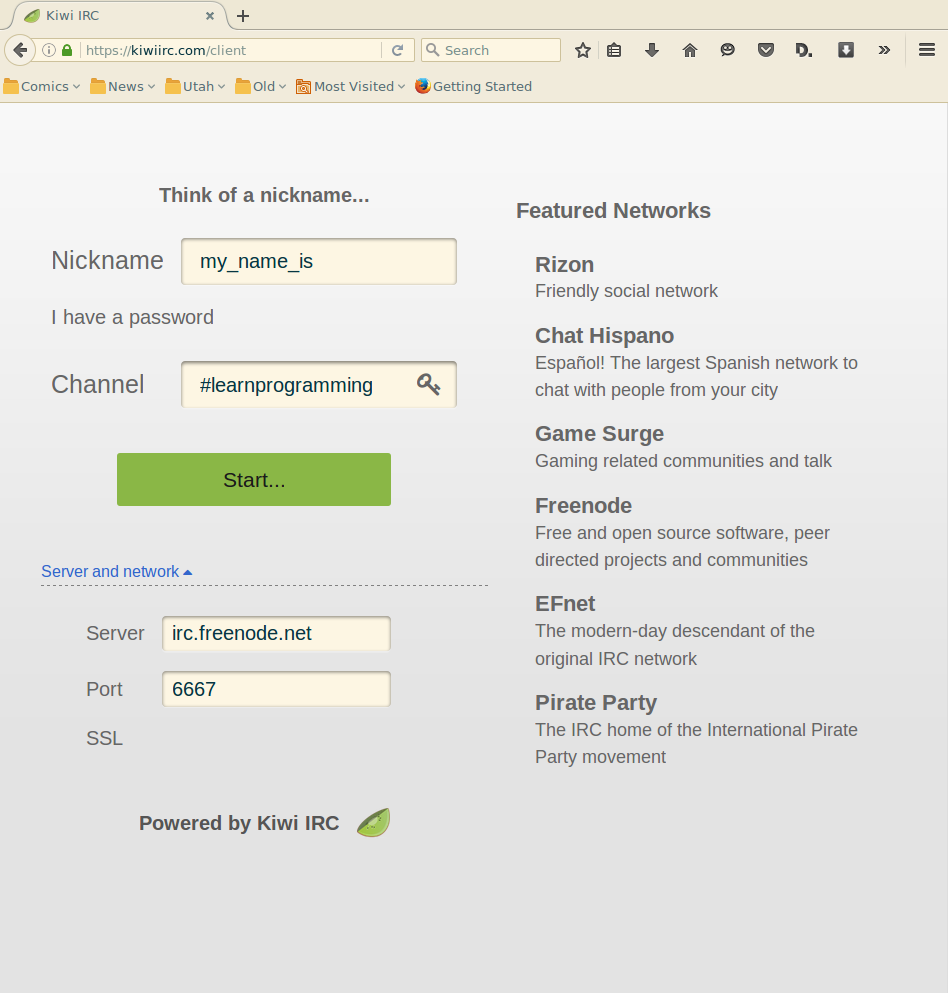 Kiwi IRC
https://kiwiirc.com/client
Search
D.
Comics
News
Utah
Old
Most Visited
Getting Started
Think of a nickname...
Nickname
my_name_is
I have a password
Channel
#learnprogramming
Start...
Server and network
Server
irc.freenode.net
Port
6667
SSL
Powered by Kiwi IRC
Featured Networks
Rizon
Friendly social network
Chat Hispano
Español! The largest Spanish network to
chat with people from your city
Game Surge
Gaming related communities and talk
Freenode
Free and open source software, peer
directed projects and communities
EFnet
The modern-day descendant of the
original IRC network
Pirate Party
The IRC home of the International Pirate
Party movement